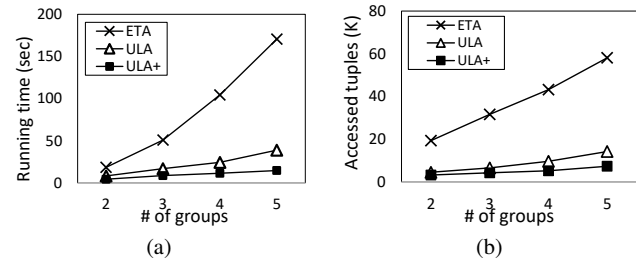 Running time (sec)
200
150
100
50
0
ETA
ULA
ULA+
2 3 4 5
# of groups
(a)
Accessed tuples (K)
80
60
40
20
0
ETA
ULA
ULA+
2 3 4 5
# of groups
(b)